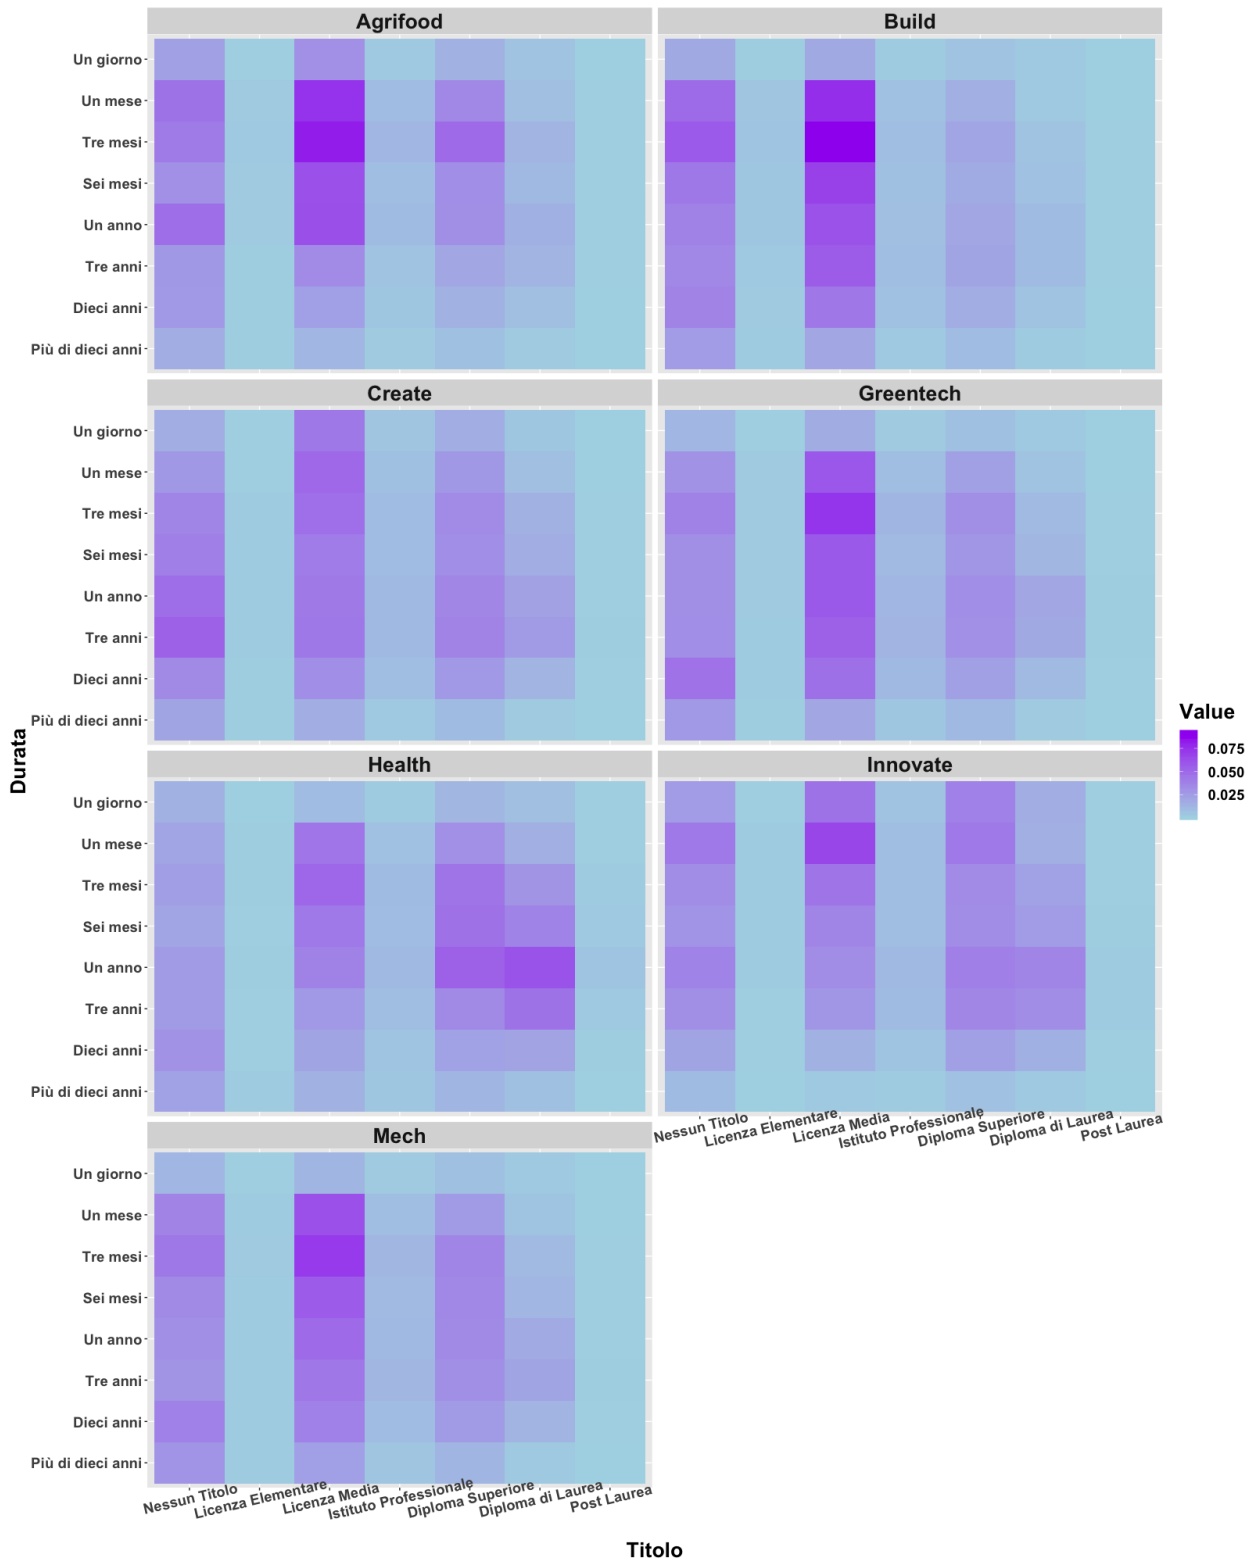 Agrifood
Build
Un giorno
Un mese
Tre mesi
Sei mesi
Un anno
Tre anni
Dieci anni
Più di dieci anni
Create
Greentech
Un giorno
Un mese
Tre mesi
Sei mesi
Un anno
Tre anni
Dieci anni
Più di dieci anni
Durata
Value
0.075
0.050
0.025
Health
Innovate
Un giorno
Un mese
Tre mesi
Sei mesi
Un anno
Tre anni
Dieci anni
Più di dieci anni
Nessun Titolo
Licenza Elementare
Licenza Media
Istituto Professionale
Diploma Superiore
Diploma di Laurea
Post Laurea
Mech
Un giorno
Un mese
Tre mesi
Sei mesi
Un anno
Tre anni
Dieci anni
Più di dieci anni
Nessun Titolo
Licenza Elementare
Licenza Media
Istituto Professionale
Diploma Superiore
Diploma di Laurea
Post Laurea
Titolo